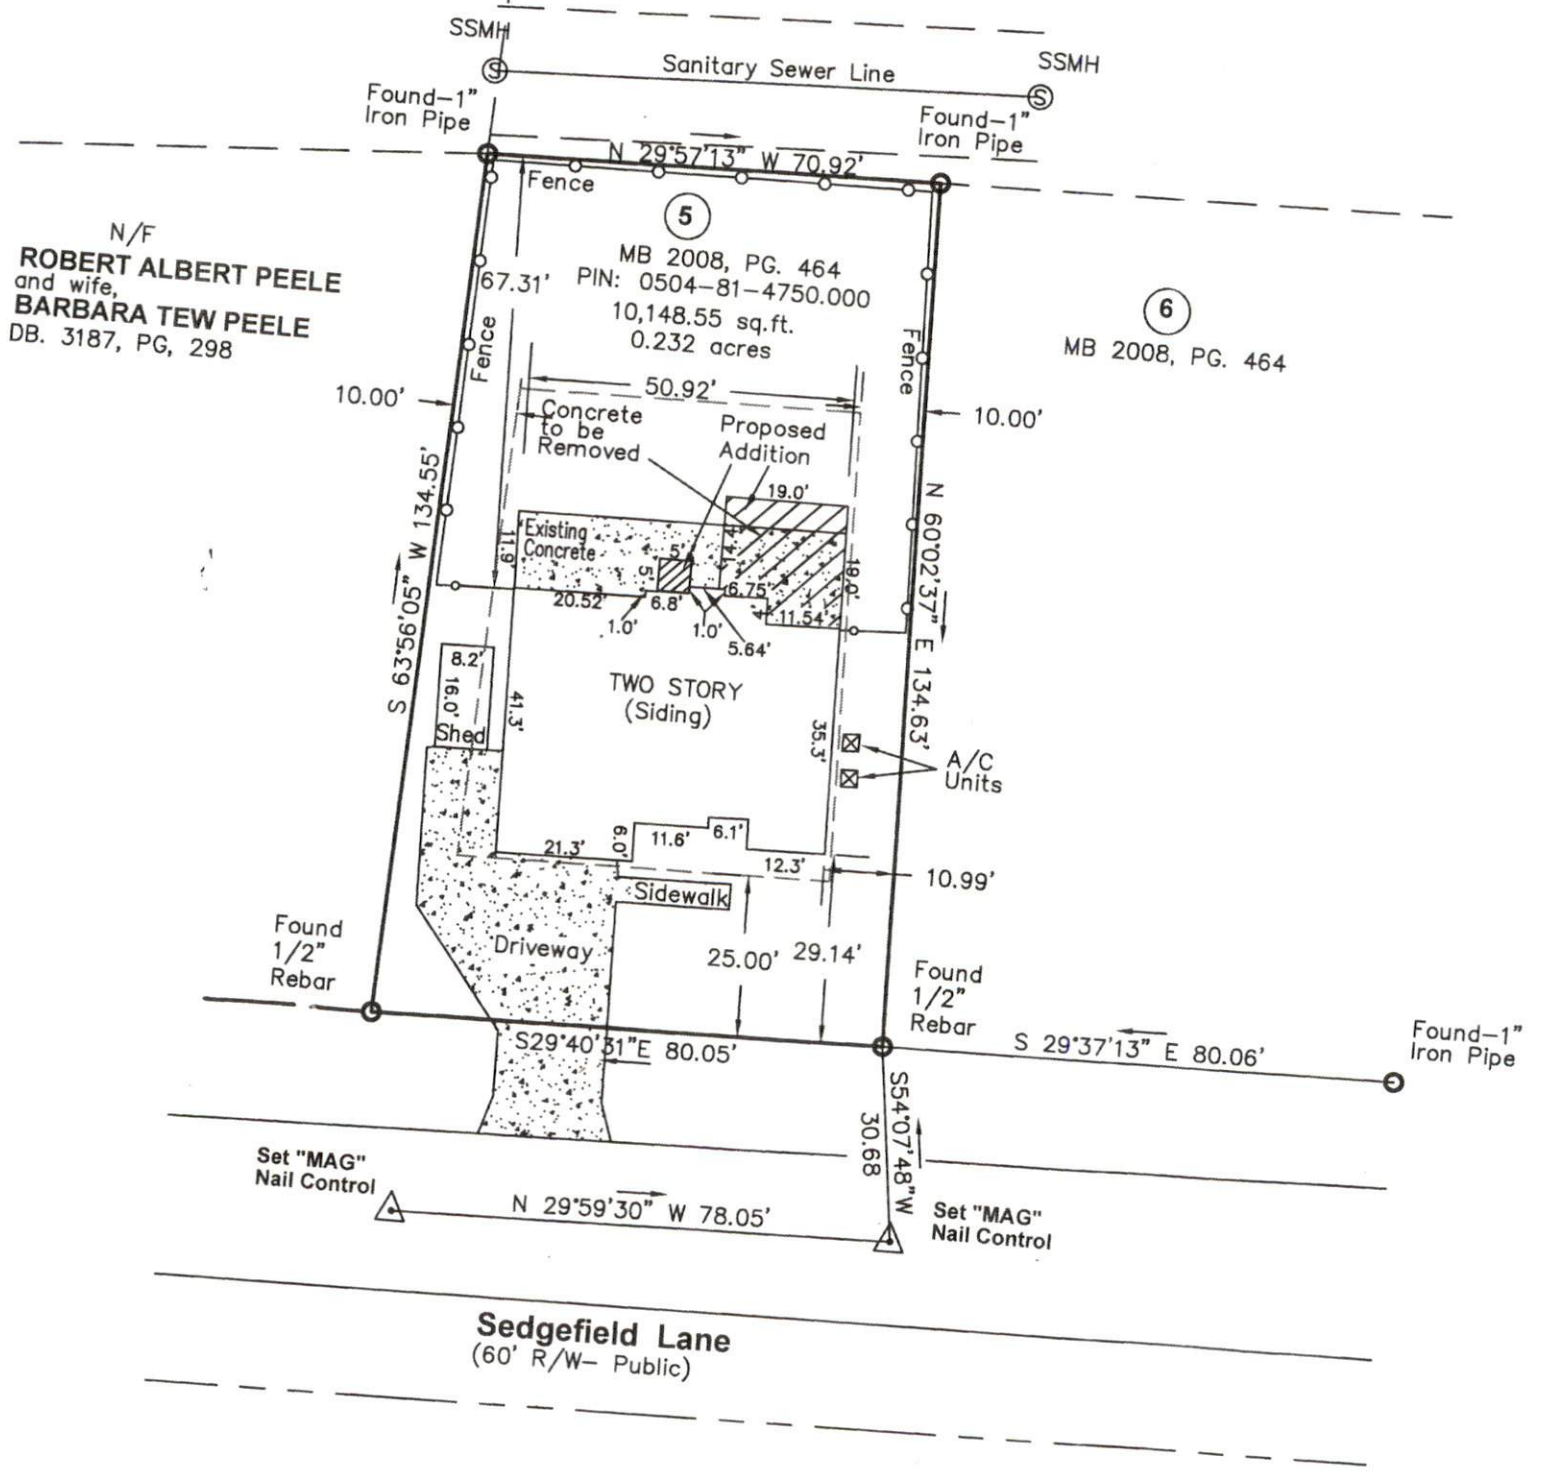 SSMH
SSMH
Sanitary Sewer Line
S
S
Found-1"
Iron Pipe
Found-1"
Iron Pipe
N 29°57'13" W 70.92'
Fence
5
MB 2008, PG. 464
PIN: 0504-81-4750.000
10,148.55 sq.ft.
0.232 acres
N/F
ROBERT ALBERT PEELE
and wife,
BARBARA TEW PEELE
DB. 3187, PG, 298
67.31'
Fence
Fence
6
MB 2008, PG. 464
10.00'
50.92'
10.00'
Concrete
to be
Removed
Proposed
Addition
S 63°56'05" W 134.55'
N 60°02'37" E 134.63'
19.0'
Existing
Concrete
11.9'
5'
5'
14.4'
19.0'
6.75'
20.52'
6.8'
4'
11.54'
1.0'
1.0'
5.64'
8.2'
16.0'
Shed
41.3'
TWO STORY
(Siding)
35.3'
A/C
Units
21.3'
6.0'
11.6'
6.1'
12.3'
10.99'
Sidewalk
Driveway
25.00'
29.14'
Found
1/2"
Rebar
Found
1/2"
Rebar
S29°40'31"E 80.05'
S 29°37'13" E 80.06'
Found-1"
Iron Pipe
S54°07'48"W
30.68
Set "MAG"
Nail Control
N 29°59'30" W 78.05'
Set "MAG"
Nail Control
Sedgefield Lane
(60' R/W- Public)